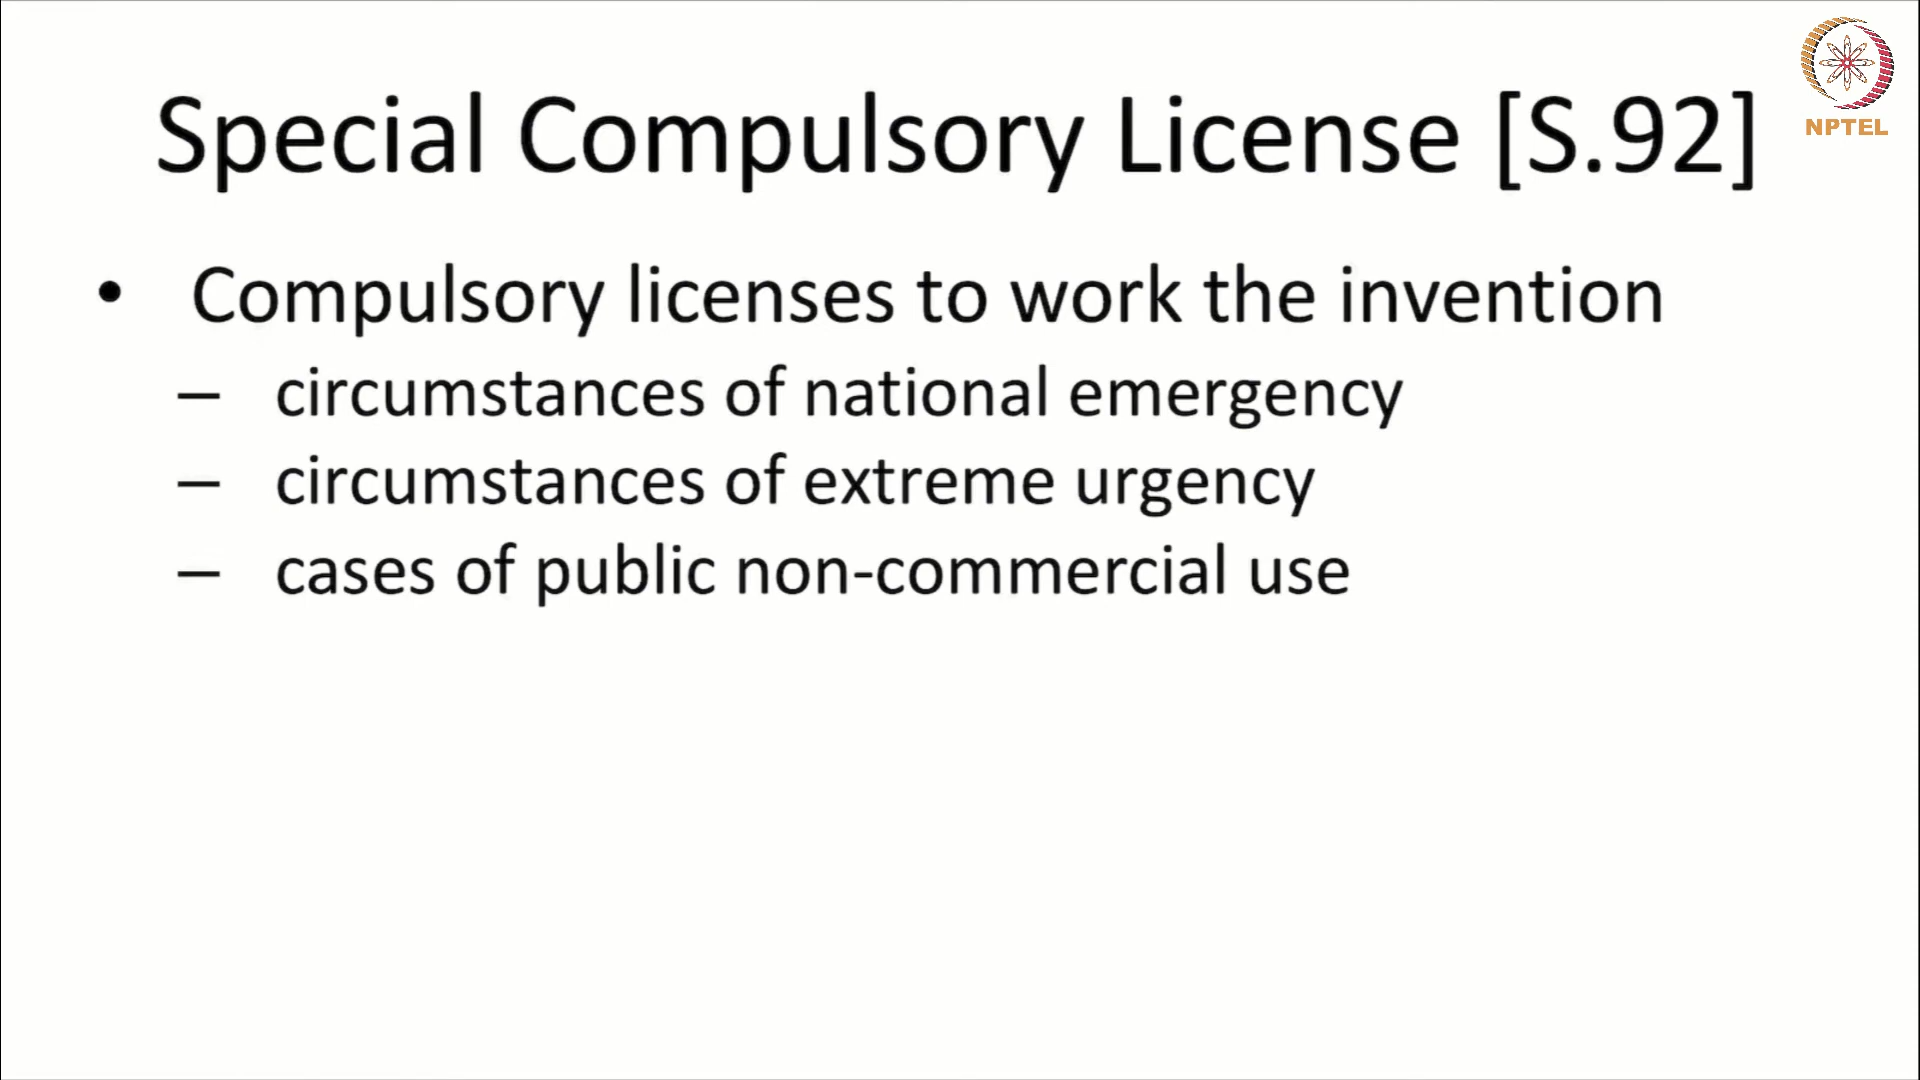 Special Compulsory License [S.92]
NPTEL
• Compulsory licenses to work the invention
– circumstances of national emergency
– circumstances of extreme urgency
– cases of public non-commercial use